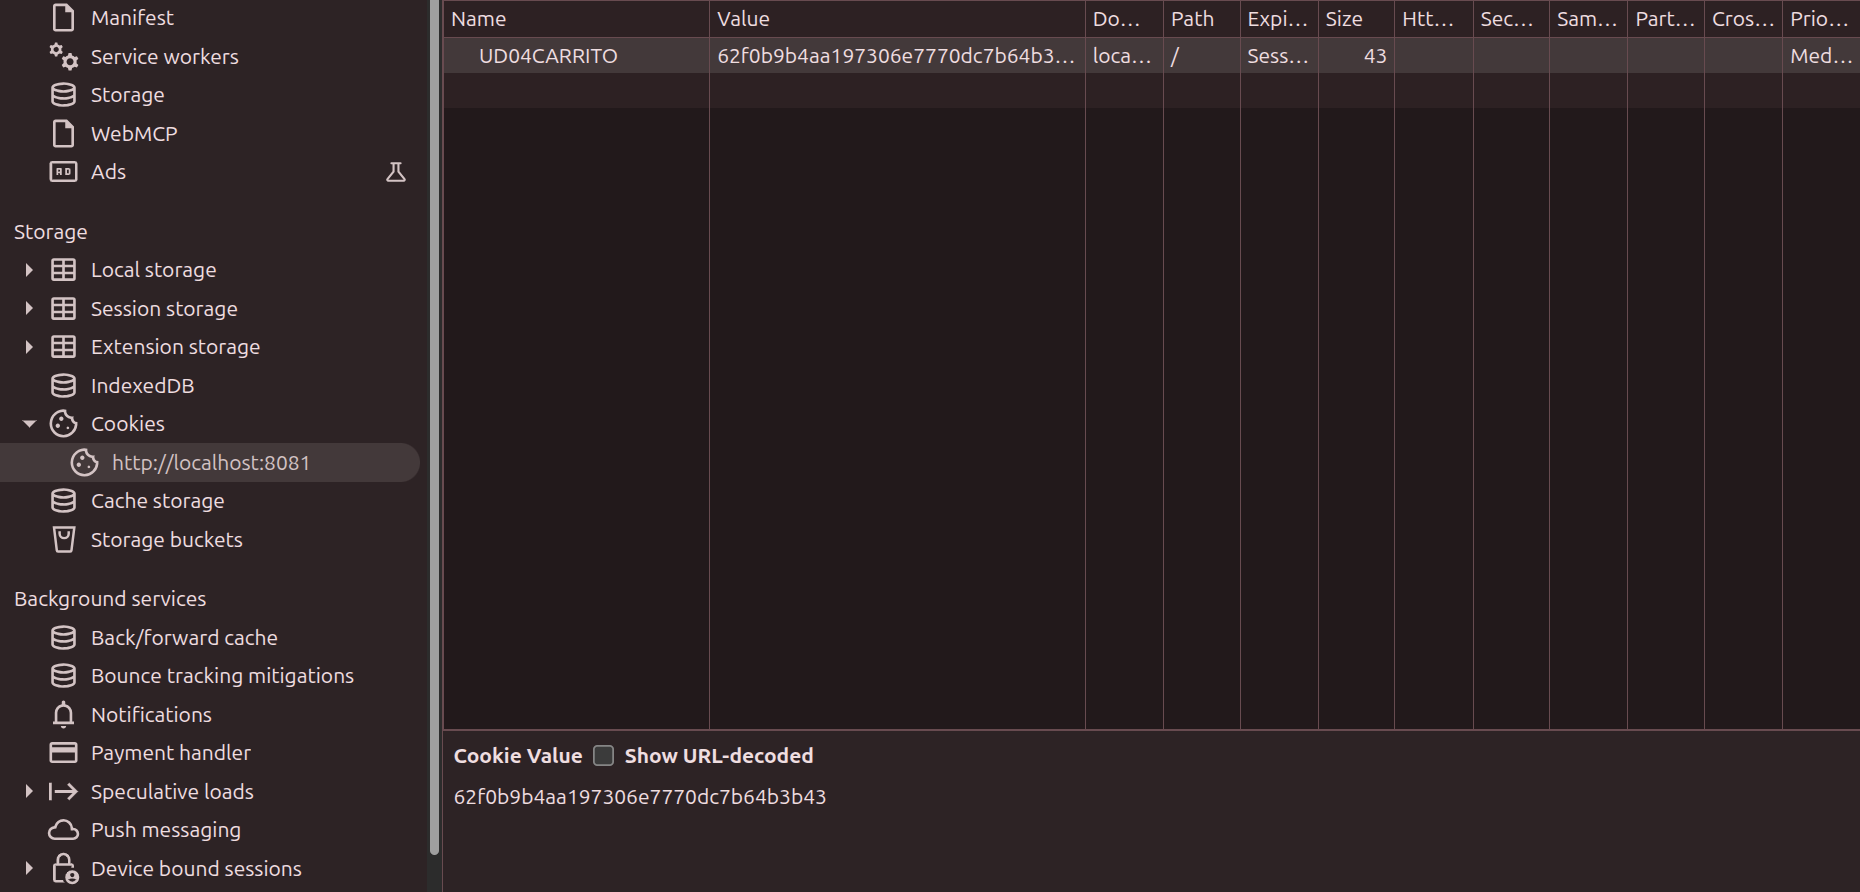 Manifest
Service workers
Storage
WebMCP
Ads
Storage
Local storage
Session storage
Extension storage
IndexedDB
Cookies
http://localhost:8081
Cache storage
Storage buckets
Background services
Back/forward cache
Bounce tracking mitigations
Notifications
Payment handler
Speculative loads
Push messaging
Device bound sessions
Name Value Do... Path Expi... Size Htt... Sec... Sam... Part... Cros... Prio...
UD04CARRITO 62f0b9b4aa197306e7770dc7b64b3... loca... / Sess... 43 Med...
Cookie Value Show URL-decoded
62f0b9b4aa197306e7770dc7b64b3b43